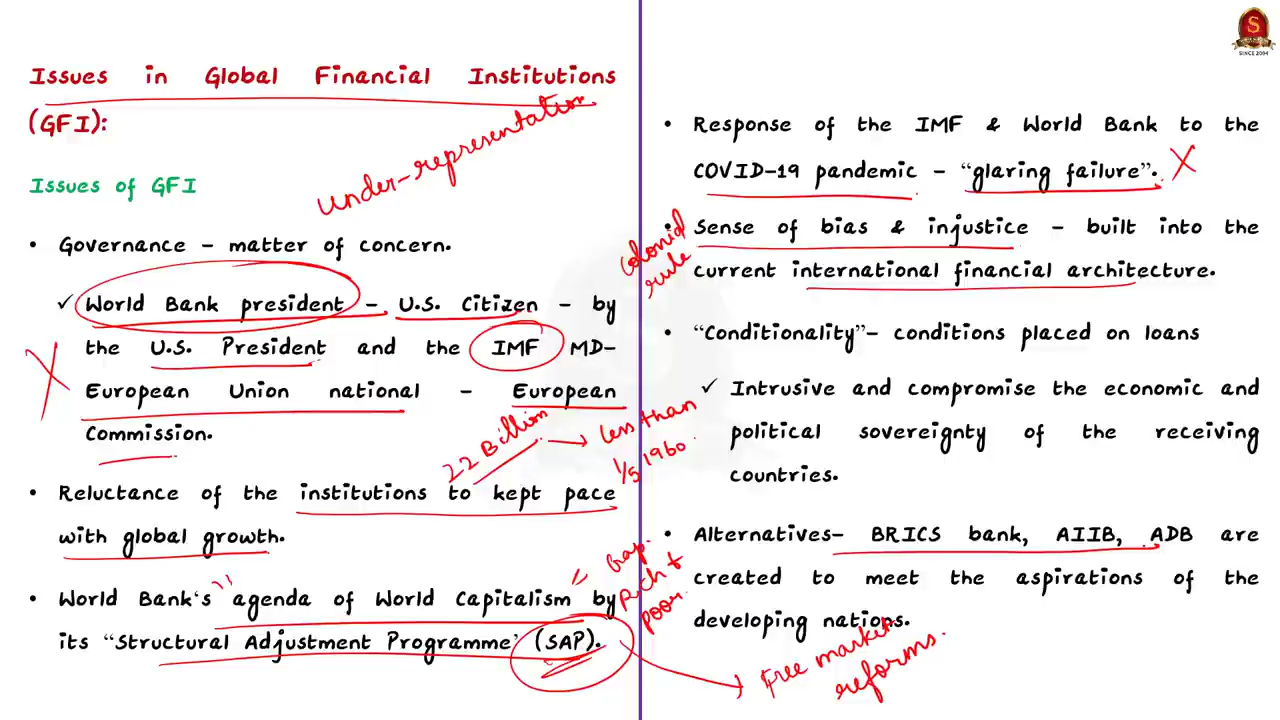 Issues in Global Financial Institutions
(GFI):
under-representation
Issues of GFI
• Governance – matter of concern.
✓ World Bank president – U.S. Citizen – by
the U.S. President and the IMF MD-
European Union national – European
Commission.
22 Billion → less than
1/5 1960
• Reluctance of the institutions to kept pace
with global growth.
• World Bank's "agenda of World Capitalism" by
its “Structural Adjustment Programme” (SAP).
Gap.
Rich &
poor.
• Response of the IMF & World Bank to the
COVID-19 pandemic – “glaring failure”.
colonial
rule
• Sense of bias & injustice – built into the
current international financial architecture.
• “Conditionality”– conditions placed on loans
✓ Intrusive and compromise the economic and
political sovereignty of the receiving
countries.
• Alternatives– BRICS bank, AIIB, ADB are
created to meet the aspirations of the
developing nations.
Free market
reforms.
S
SINCE 2004